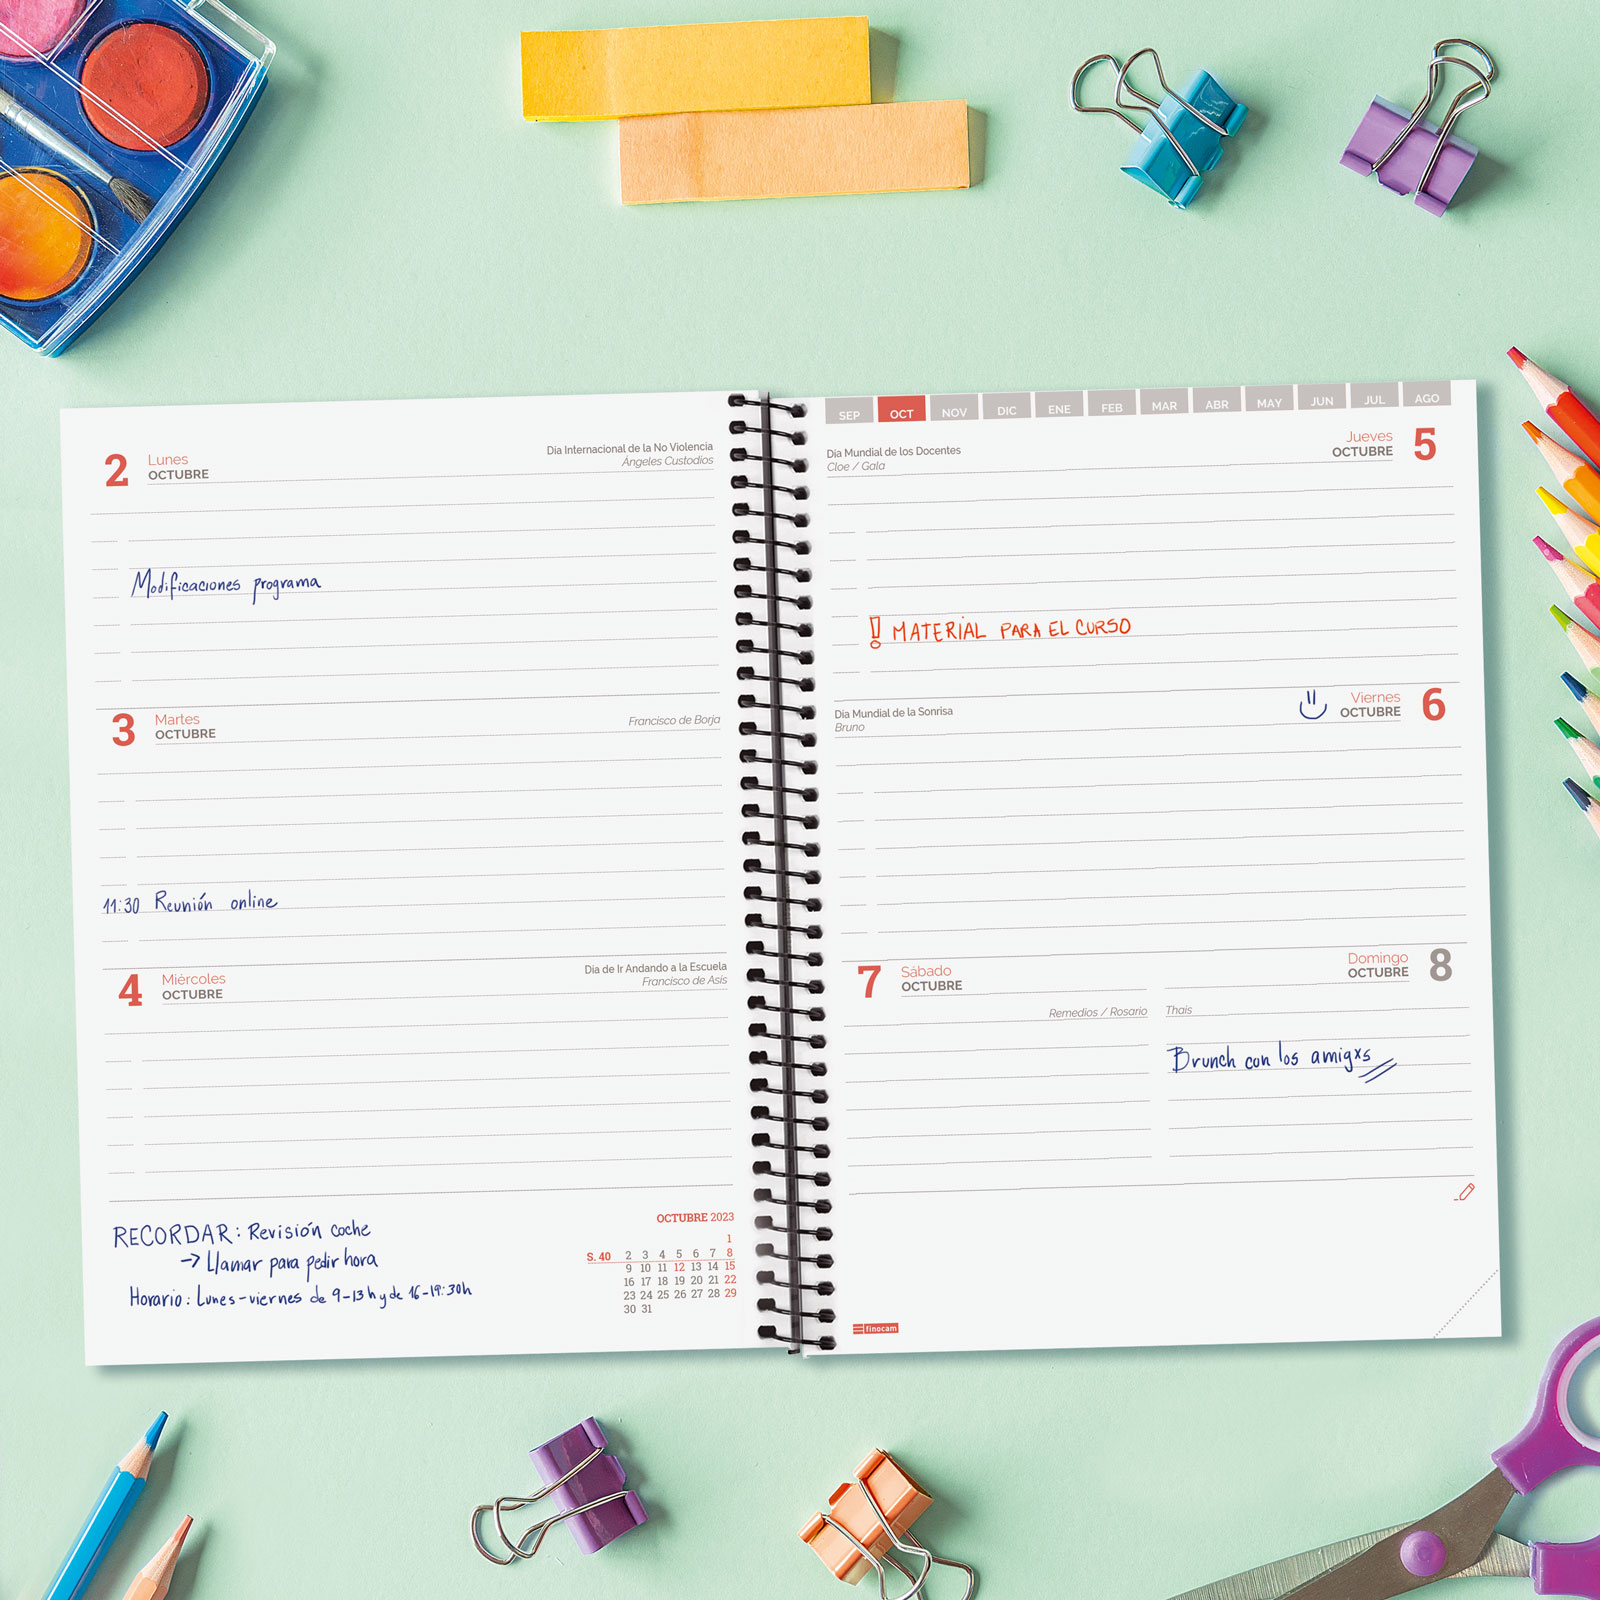 2 Lunes
OCTUBRE
Día Internacional de la No Violencia
Ángeles Custodios
Modificaciones programa
3 Martes
OCTUBRE
Francisco de Borja
11:30 Reunión online
4 Miércoles
OCTUBRE
Día de Ir Andando a la Escuela
Francisco de Asís
RECORDAR: Revisión coche
→ Llamar para pedir hora
Horario: Lunes-viernes de 9-13h y de 16-19:30h
OCTUBRE 2023
1
S. 40 2 3 4 5 6 7 8
9 10 11 12 13 14 15
16 17 18 19 20 21 22
23 24 25 26 27 28 29
30 31
SEP OCT NOV DIC ENE FEB MAR ABR MAY JUN JUL AGO
Día Mundial de los Docentes
Cloe / Gala
Jueves 5
OCTUBRE
! MATERIAL PARA EL CURSO
Día Mundial de la Sonrisa
Bruno
Viernes 6
OCTUBRE
7 Sábado
OCTUBRE
Remedios / Rosario
Domingo 8
OCTUBRE
Thais
Brunch con los amigxs
finocam